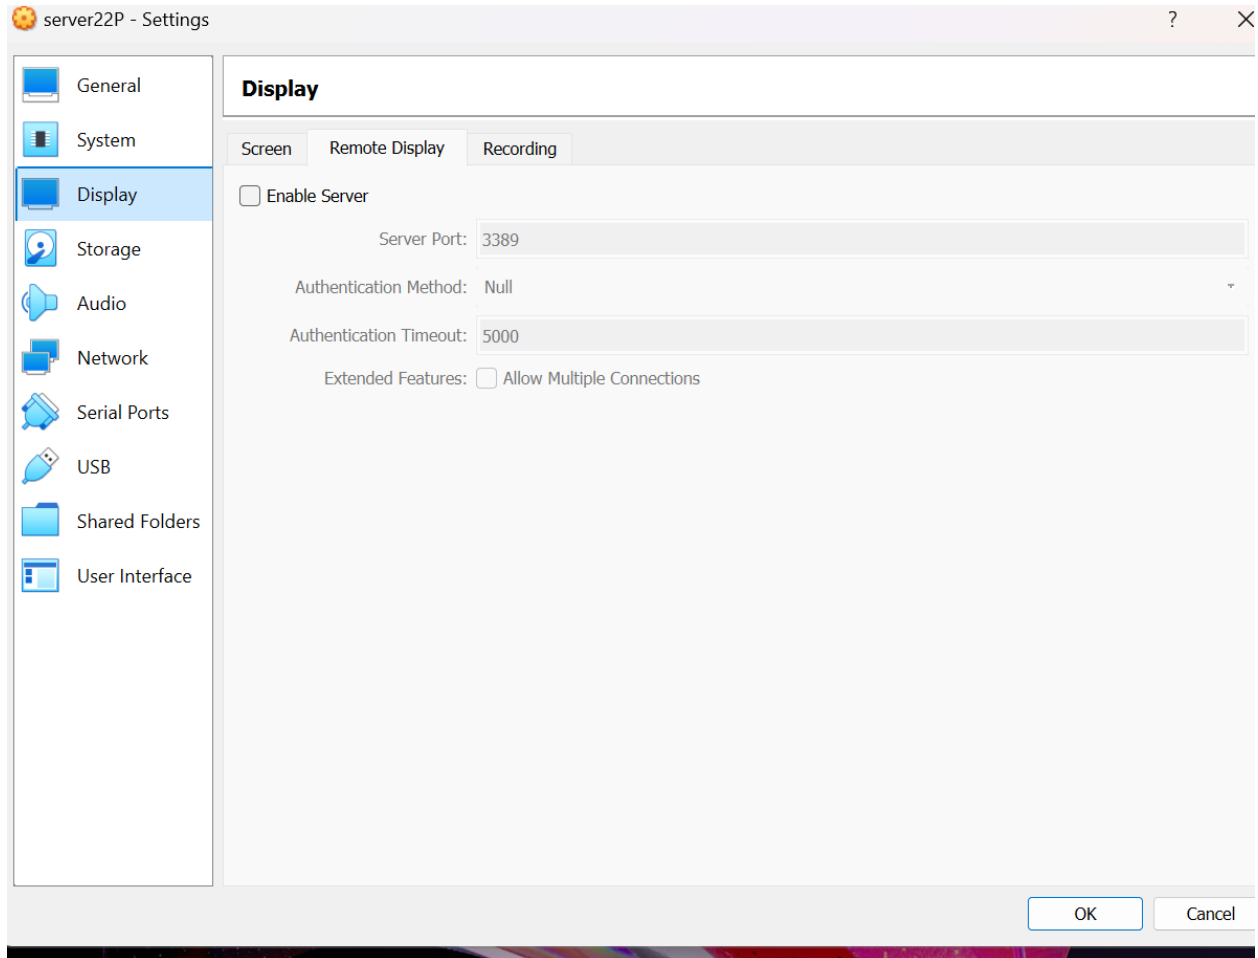 server22P - Settings
?
General
System
Display
Storage
Audio
Network
Serial Ports
USB
Shared Folders
User Interface
Display
Screen
Remote Display
Recording
Enable Server
Server Port: 3389
Authentication Method: Null
Authentication Timeout: 5000
Extended Features: Allow Multiple Connections
OK
Cancel